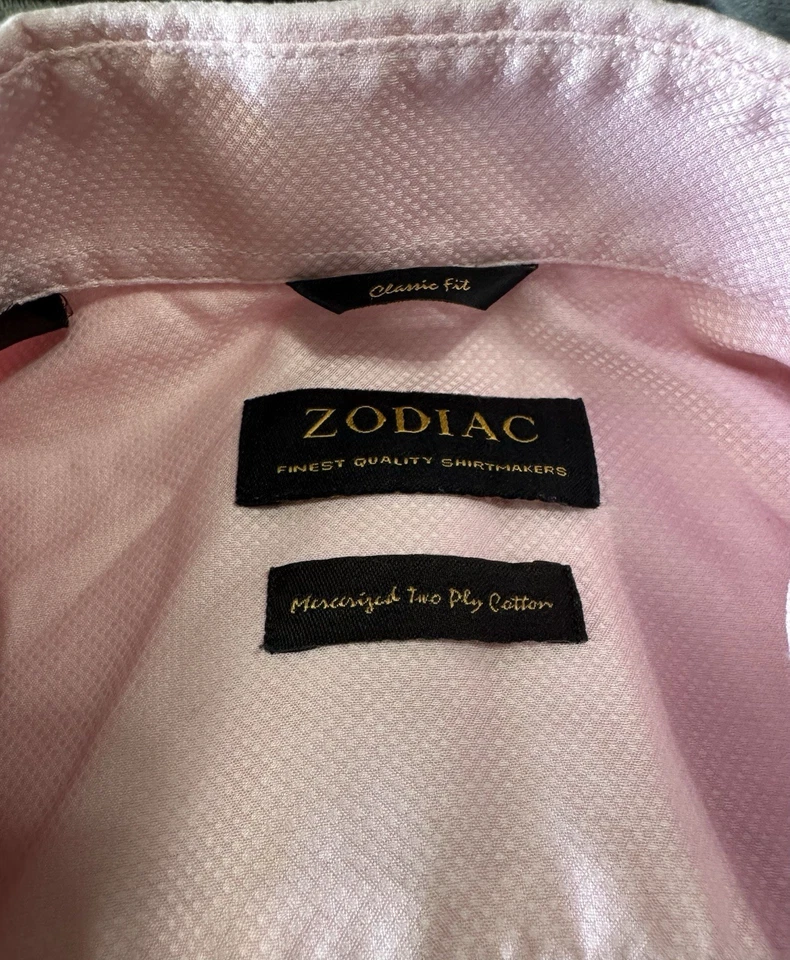 Classic Fit
ZODIAC
FINEST QUALITY SHIRTMAKERS
Mercerized Two Ply Cotton